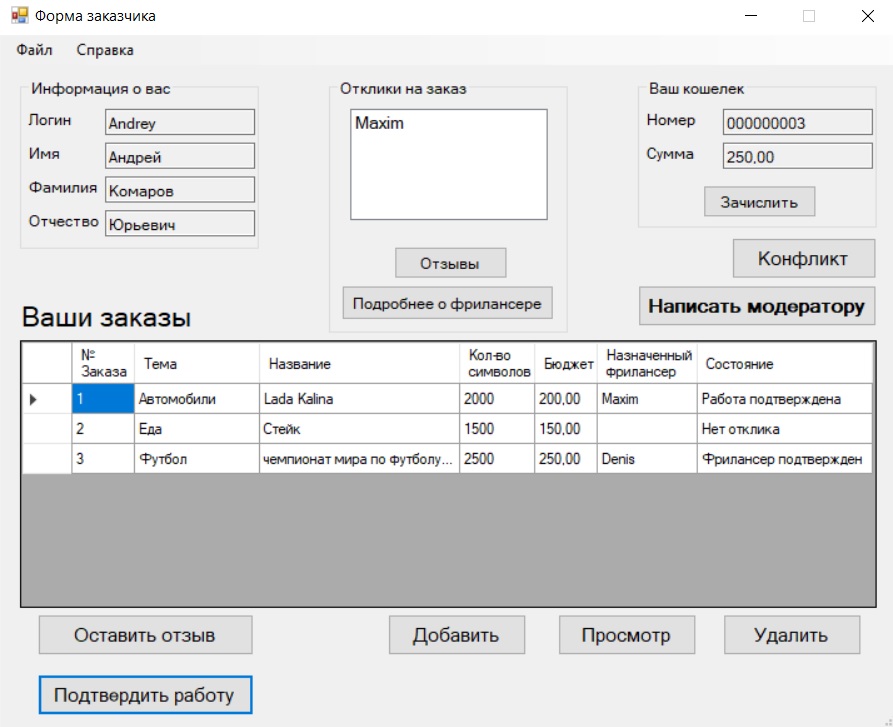 Форма заказчика
Файл Справка
Информация о вас
Логин Andrey
Имя Андрей
Фамилия Комаров
Отчество Юрьевич
Отклики на заказ
Maxim
Отзывы
Подробнее о фрилансере
Ваш кошелек
Номер 000000003
Сумма 250,00
Зачислить
Конфликт
Написать модератору
Ваши заказы
№ Заказа Тема Название Кол-во символов Бюджет Назначенный фрилансер Состояние
1 Автомобили Lada Kalina 2000 200,00 Maxim Работа подтверждена
2 Еда Стейк 1500 150,00 Нет отклика
3 Футбол чемпионат мира по футболу... 2500 250,00 Denis Фрилансер подтвержден
Оставить отзыв Добавить Просмотр Удалить
Подтвердить работу